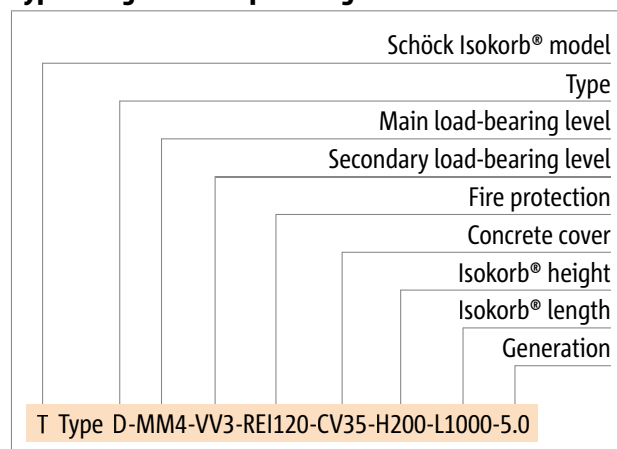 Schöck Isokorb® model
Type
Main load-bearing level
Secondary load-bearing level
Fire protection
Concrete cover
Isokorb® height
Isokorb® length
Generation
T Type D-MM4-VV3-REI120-CV35-H200-L1000-5.0